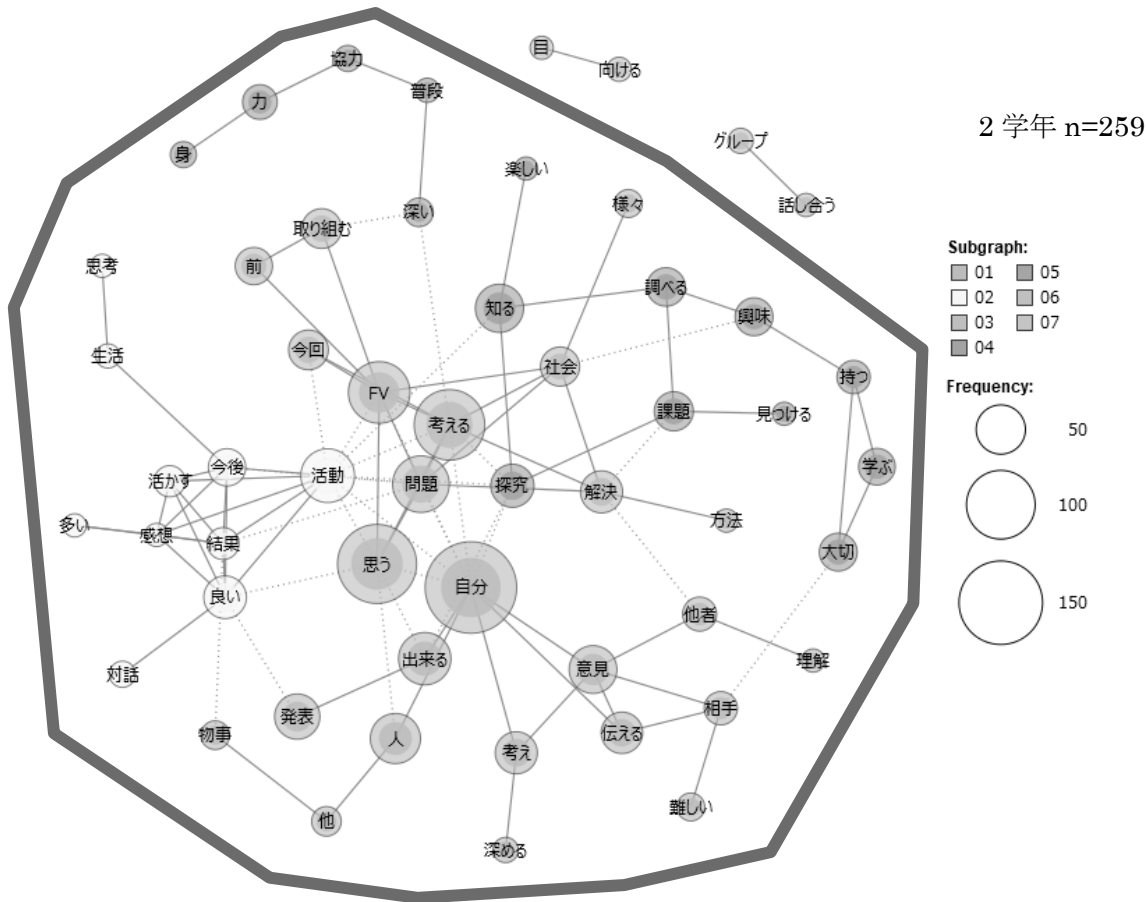 目
向ける
協力
普段
力
身
2 学年 n=259
グループ
話し合う
楽しい
様々
深い
取り組む
前
思考
生活
知る
調べる
興味
今回
社会
FV
考える
持つ
課題
見つける
今後
活かす
活動
問題
探究
解決
学ぶ
多い
感想
結果
方法
大切
思う
自分
良い
他者
理解
対話
出来る
意見
発表
物事
人
考え
伝える
相手
他
深める
難しい
Subgraph:
01 05
02 06
03 07
04
Frequency:
50
100
150